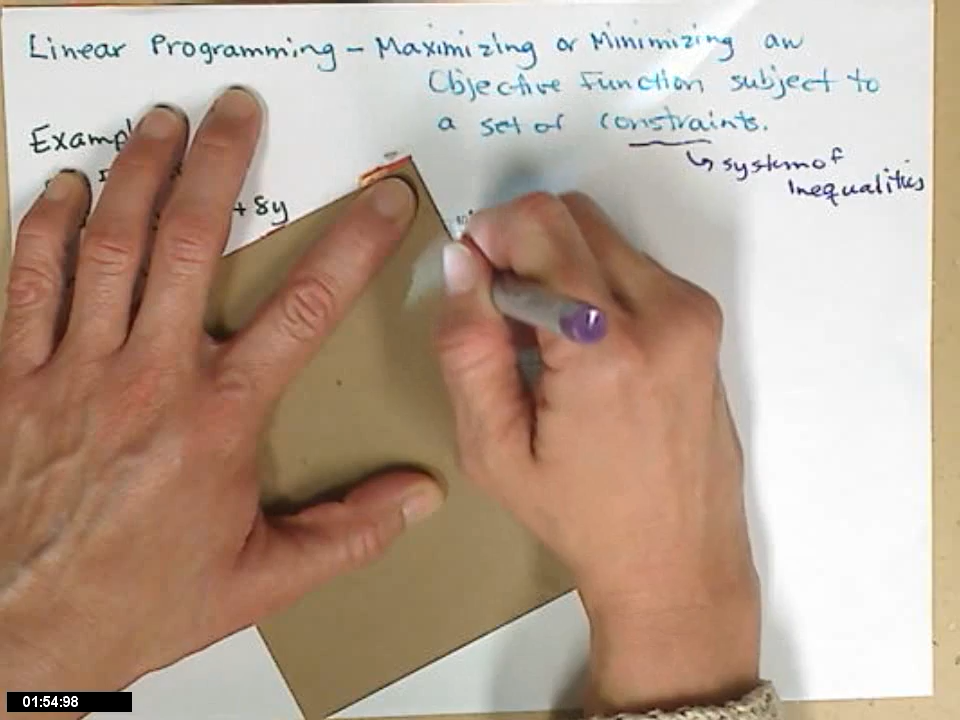 Linear Programming – Maximizing or Minimizing an
Objective Function subject to
a set of constraints.
↳ system of
Inequalities
+ 8y
01:54:98